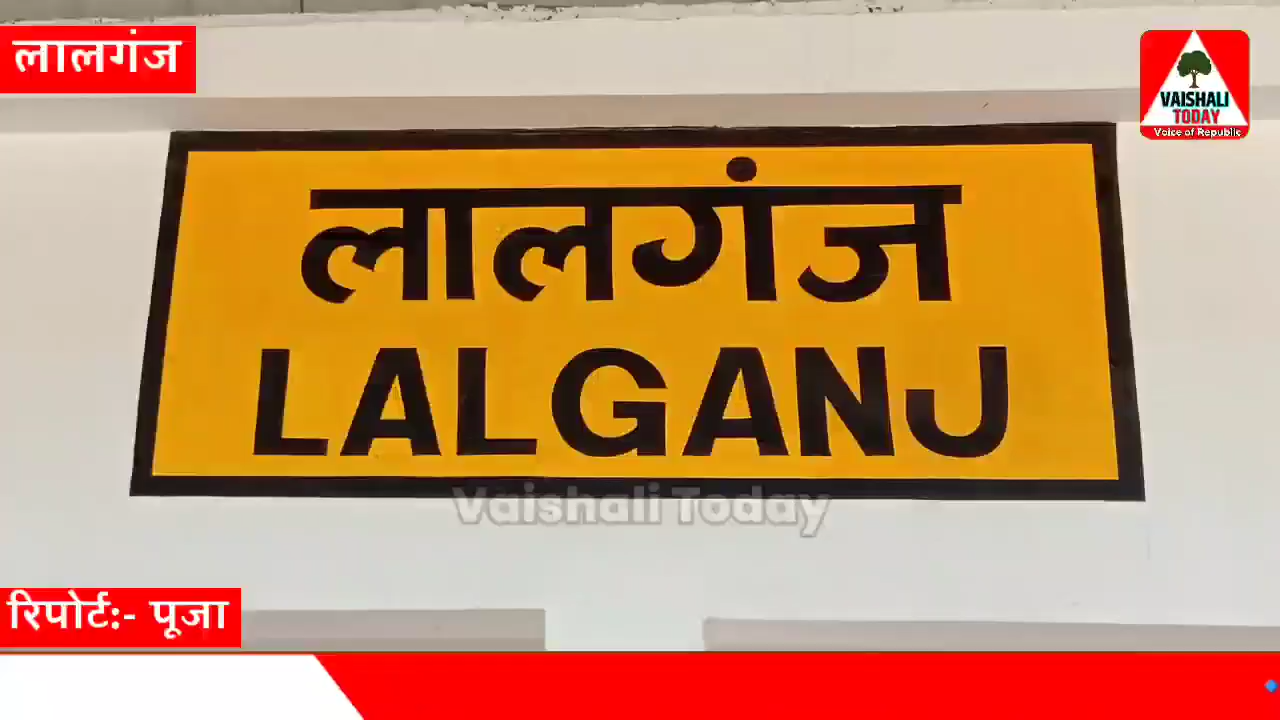 लालगंज
VAISHALI
TODAY
Voice of Republic
लालगंज
LALGANJ
Vaishali Today
रिपोर्ट:- पूजा